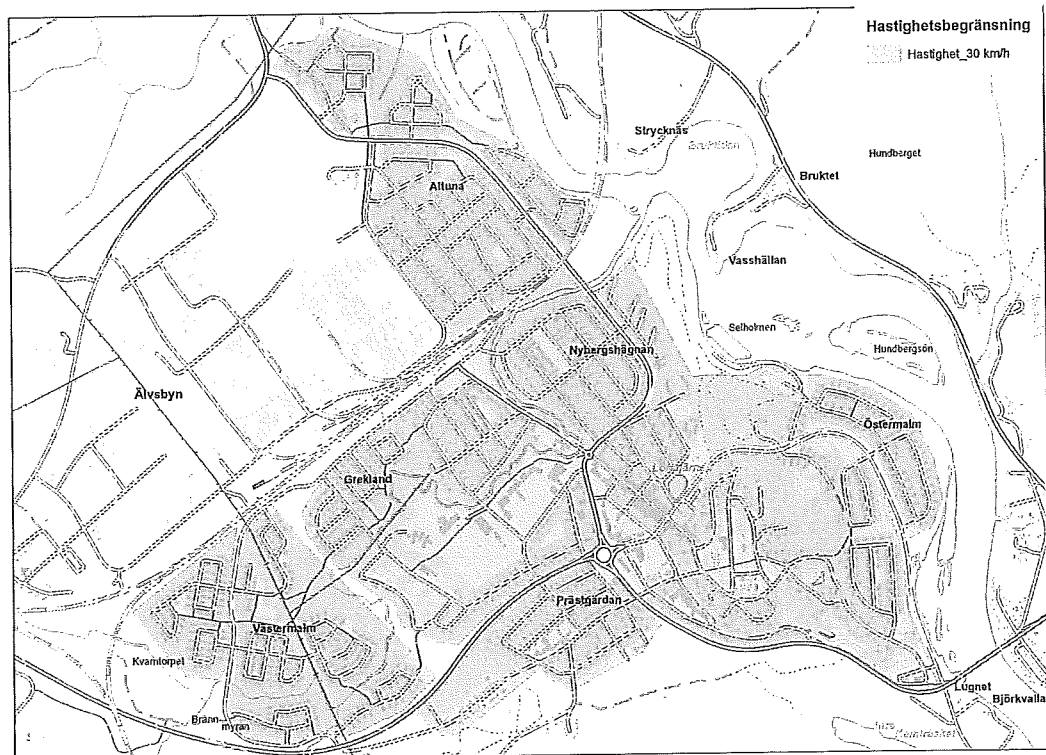 Hastighetsbegränsning
Hastighet_30 km/h
Strycknäs
Hundberget
Bruktet
Altuna
Vasshällan
Selholmen
Nybergshägnan
Hundbergsön
Älvsbyn
Östermalm
Grekland
Prästgärdan
Västermalm
Kvarntorpet
Lugnet
Björkvalla
Bränn-
myran